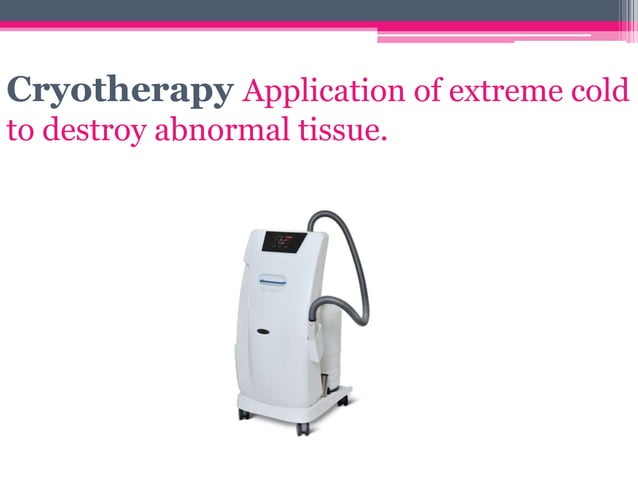 Cryotherapy Application of extreme cold
to destroy abnormal tissue.